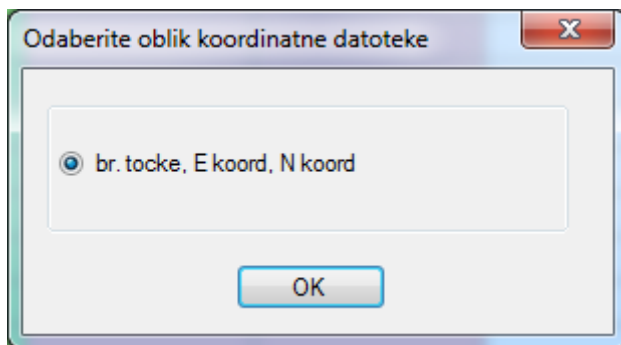 Odaberite oblik koordinatne datoteke
br. tocke, E koord, N koord
OK